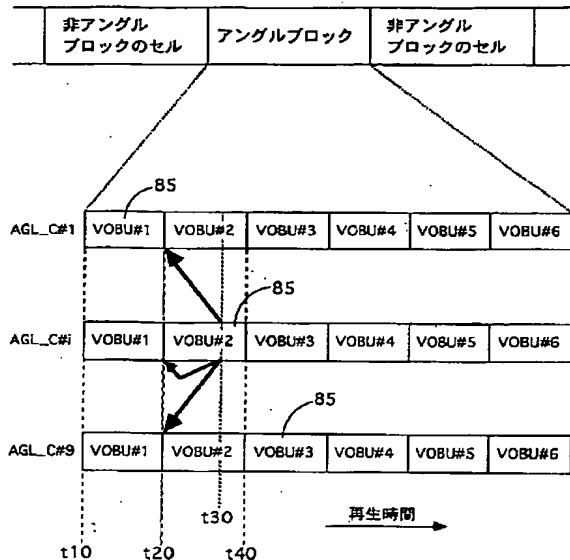 非アングル
ブロックのセル
アングルブロック
非アングル
ブロックのセル
85
AGL_C#1 VOBU#1 VOBU#2 VOBU#3 VOBU#4 VOBU#5 VOBU#6
85
AGL_C#i VOBU#1 VOBU#2 VOBU#3 VOBU#4 VOBU#5 VOBU#6
85
AGL_C#9 VOBU#1 VOBU#2 VOBU#3 VOBU#4 VOBU#5 VOBU#6
t30
再生時間
t10 t20 t40